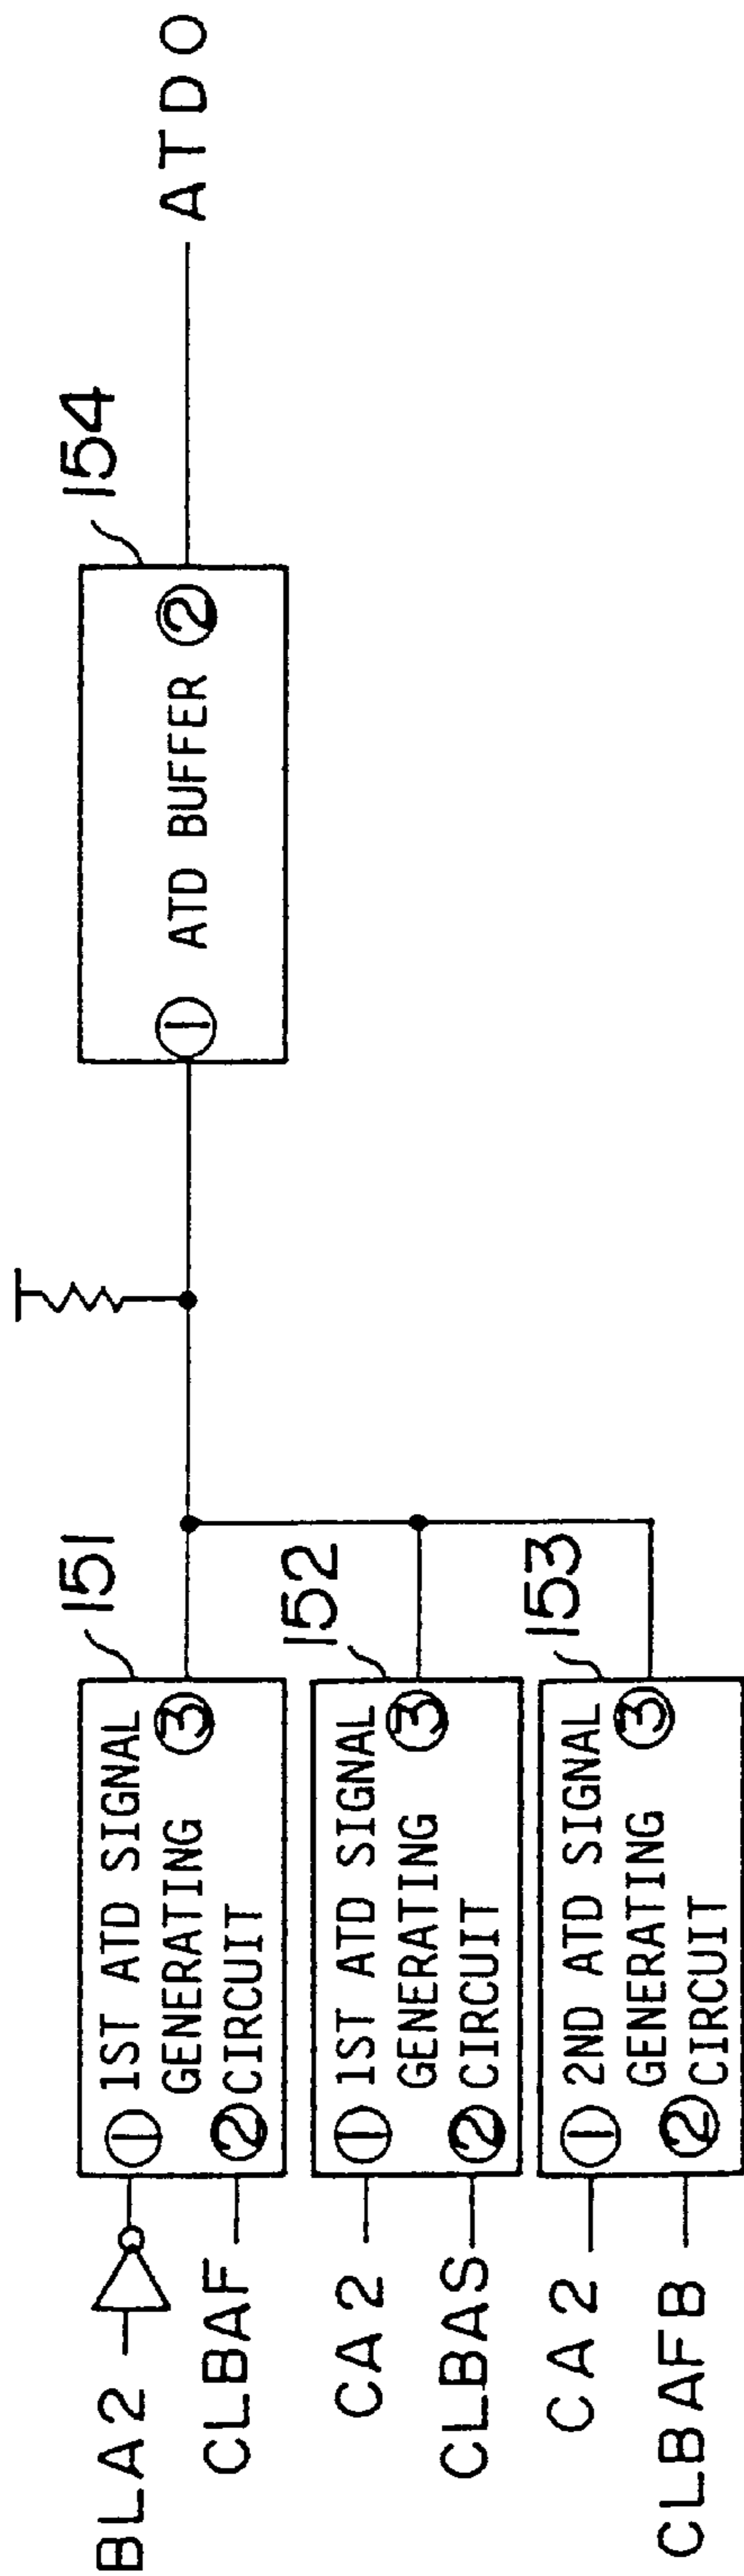 BLA2
CLBAF
① 1ST ATD SIGNAL
GENERATING ③
② CIRCUIT
151
CA2
CLBAS
① 1ST ATD SIGNAL
GENERATING ③
② CIRCUIT
152
CA2
CLBAFB
① 2ND ATD SIGNAL
GENERATING ③
② CIRCUIT
153
① ATD BUFFER ②
154
ATD0